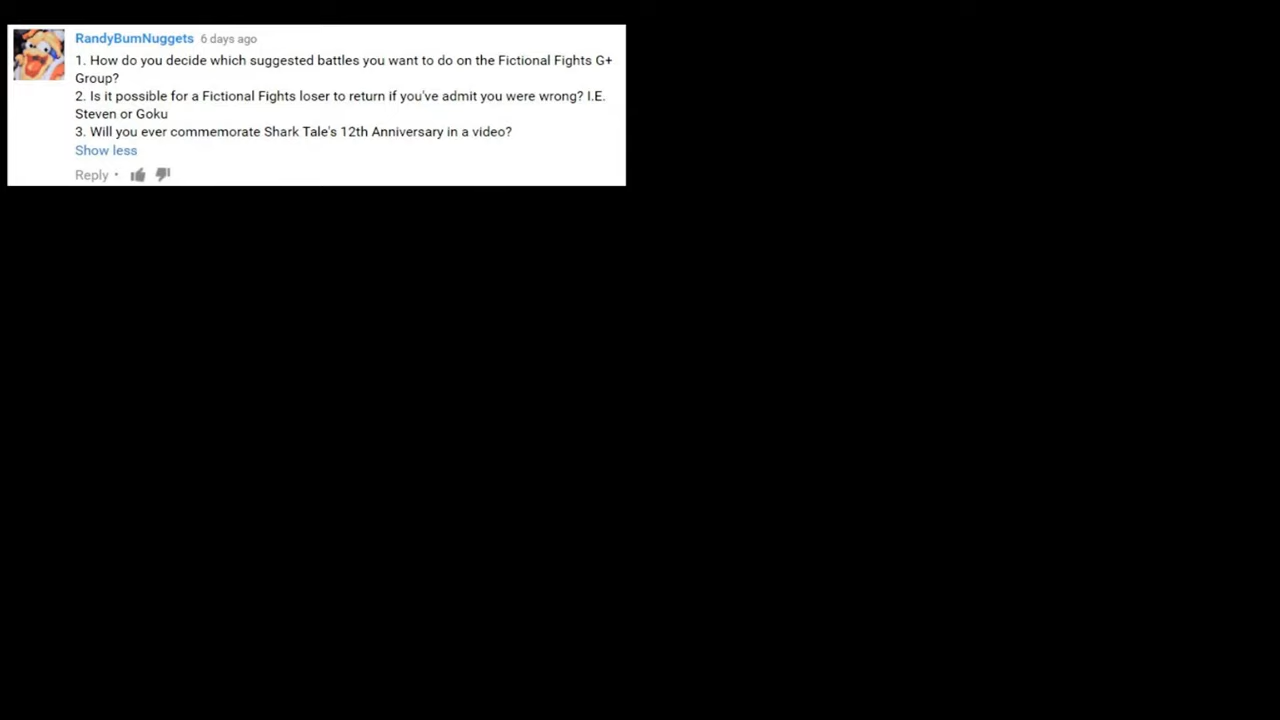 RandyBumNuggets 6 days ago
1. How do you decide which suggested battles you want to do on the Fictional Fights G+
Group?
2. Is it possible for a Fictional Fights loser to return if you've admit you were wrong? I.E.
Steven or Goku
3. Will you ever commemorate Shark Tale's 12th Anniversary in a video?
Show less
Reply •